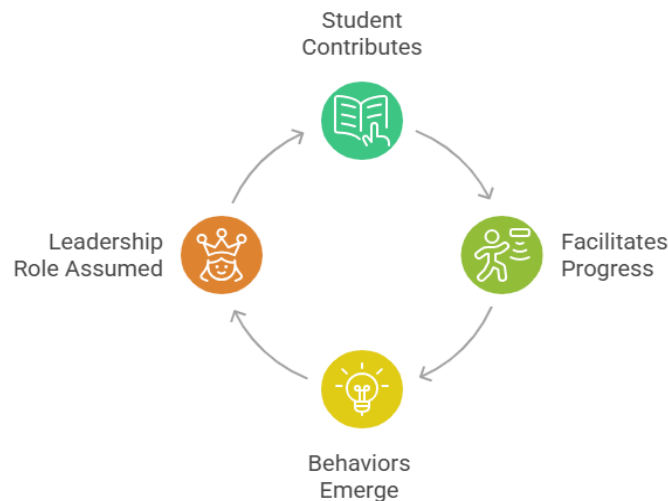 Student
Contributes
Facilitates
Progress
Behaviors
Emerge
Leadership
Role Assumed